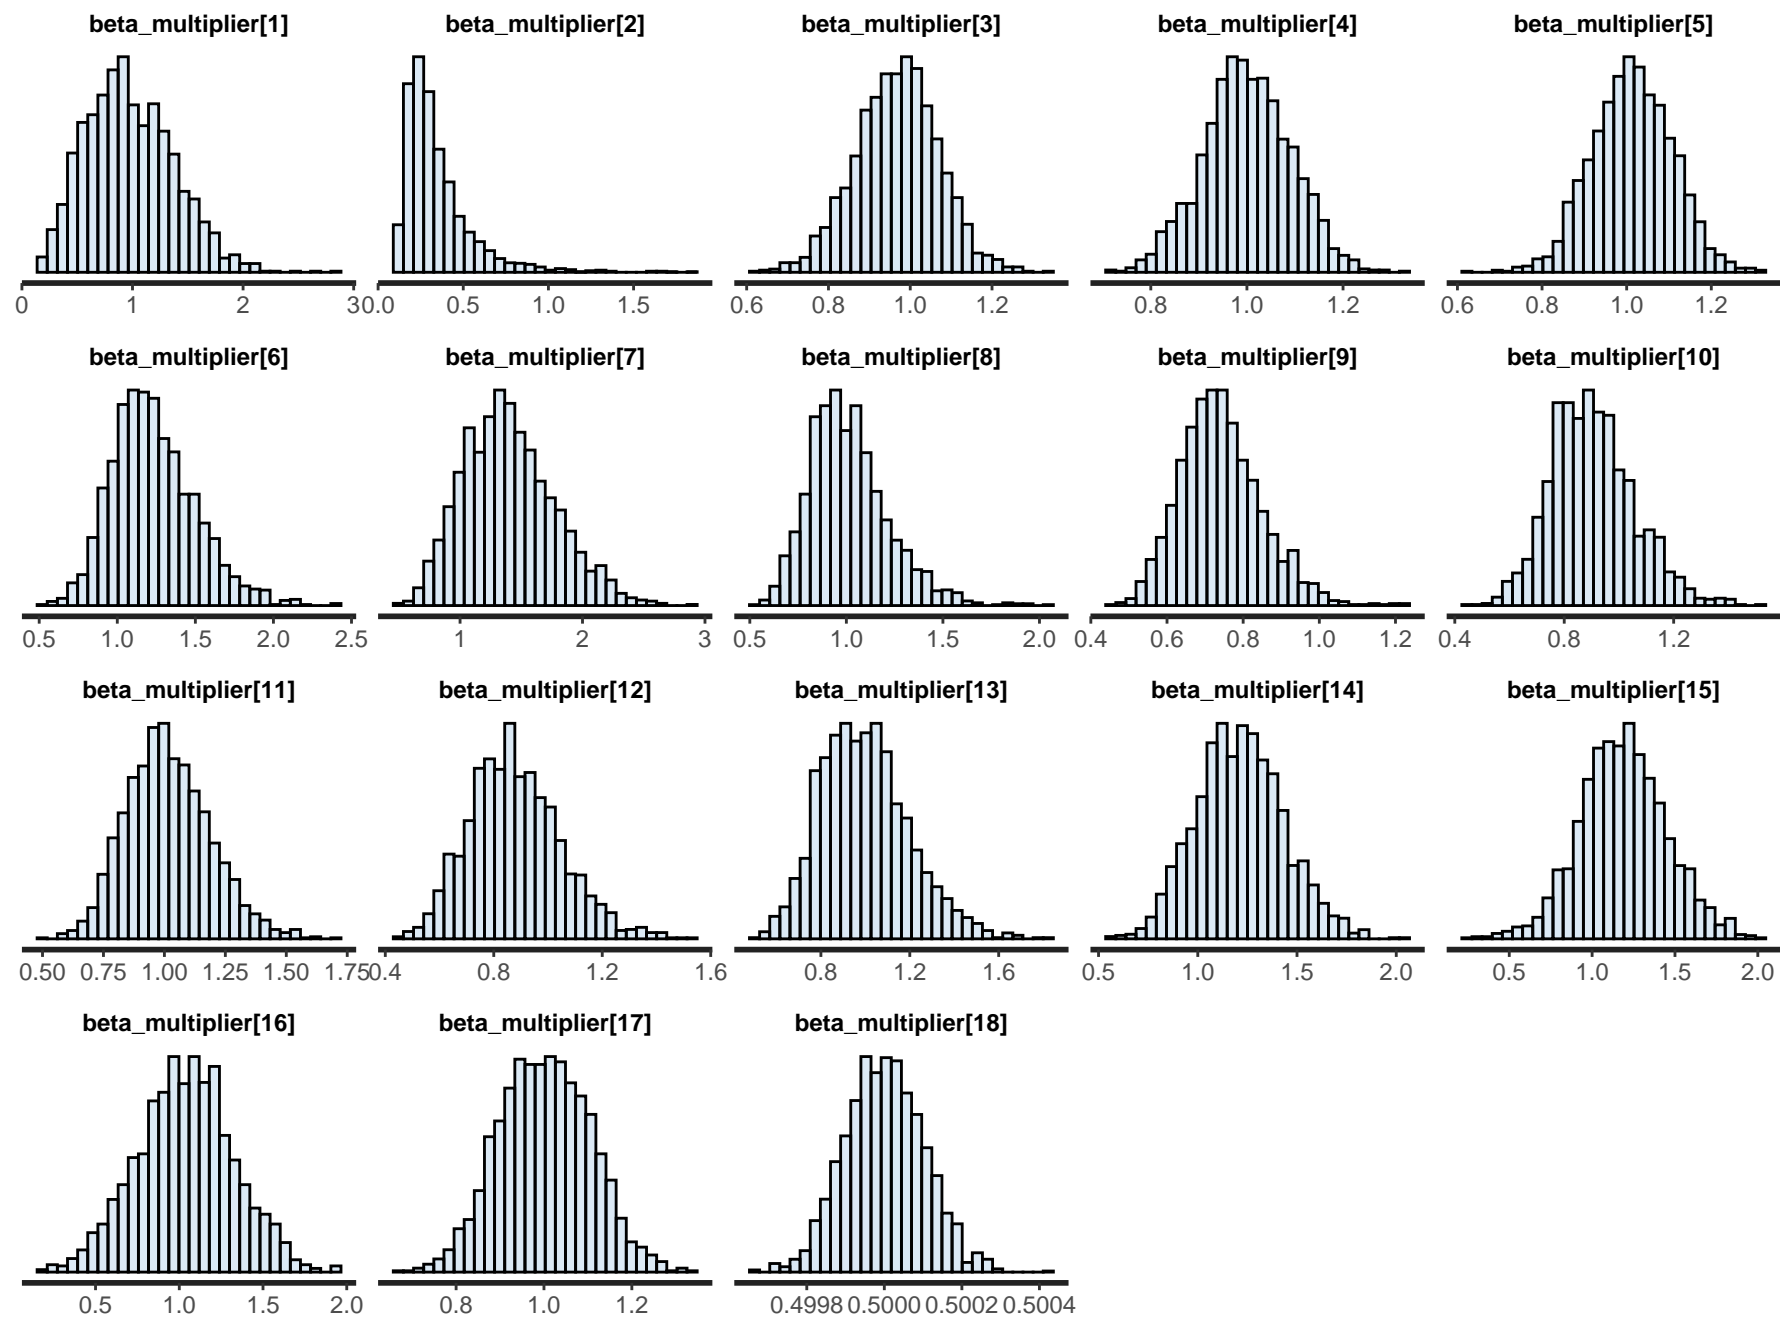 beta_multiplier[1] beta_multiplier[2] beta_multiplier[3] beta_multiplier[4] beta_multiplier[5]
0 1 2 3 0.0 0.5 1.0 1.5 0.6 0.8 1.0 1.2 0.8 1.0 1.2 0.6 0.8 1.0 1.2
beta_multiplier[6] beta_multiplier[7] beta_multiplier[8] beta_multiplier[9] beta_multiplier[10]
0.5 1.0 1.5 2.0 2.5 1 2 3 0.5 1.0 1.5 2.0 0.4 0.6 0.8 1.0 1.2 0.4 0.8 1.2
beta_multiplier[11] beta_multiplier[12] beta_multiplier[13] beta_multiplier[14] beta_multiplier[15]
0.50 0.75 1.00 1.25 1.50 1.75 0.4 0.8 1.2 1.6 0.8 1.2 1.6 0.5 1.0 1.5 2.0 0.5 1.0 1.5 2.0
beta_multiplier[16] beta_multiplier[17] beta_multiplier[18]
0.5 1.0 1.5 2.0 0.8 1.0 1.2 0.4998 0.5000 0.5002 0.5004